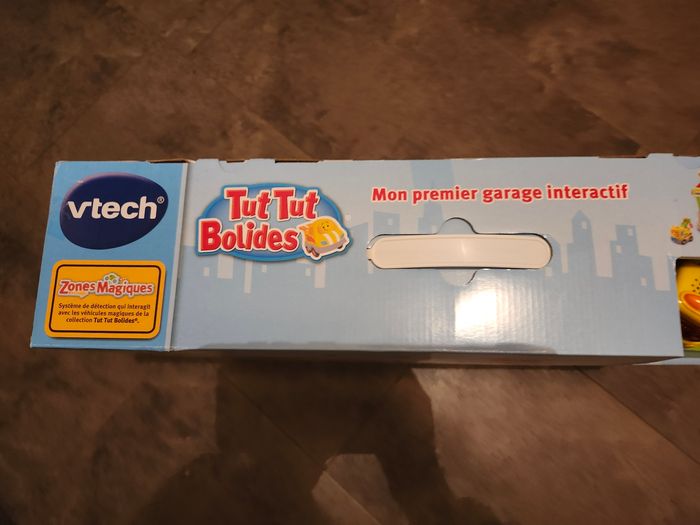 vtech®
Zones Magiques
Système de détection qui interagit
avec les véhicules magiques de la
collection Tut Tut Bolides®.
Tut Tut
Bolides
Mon premier garage interactif